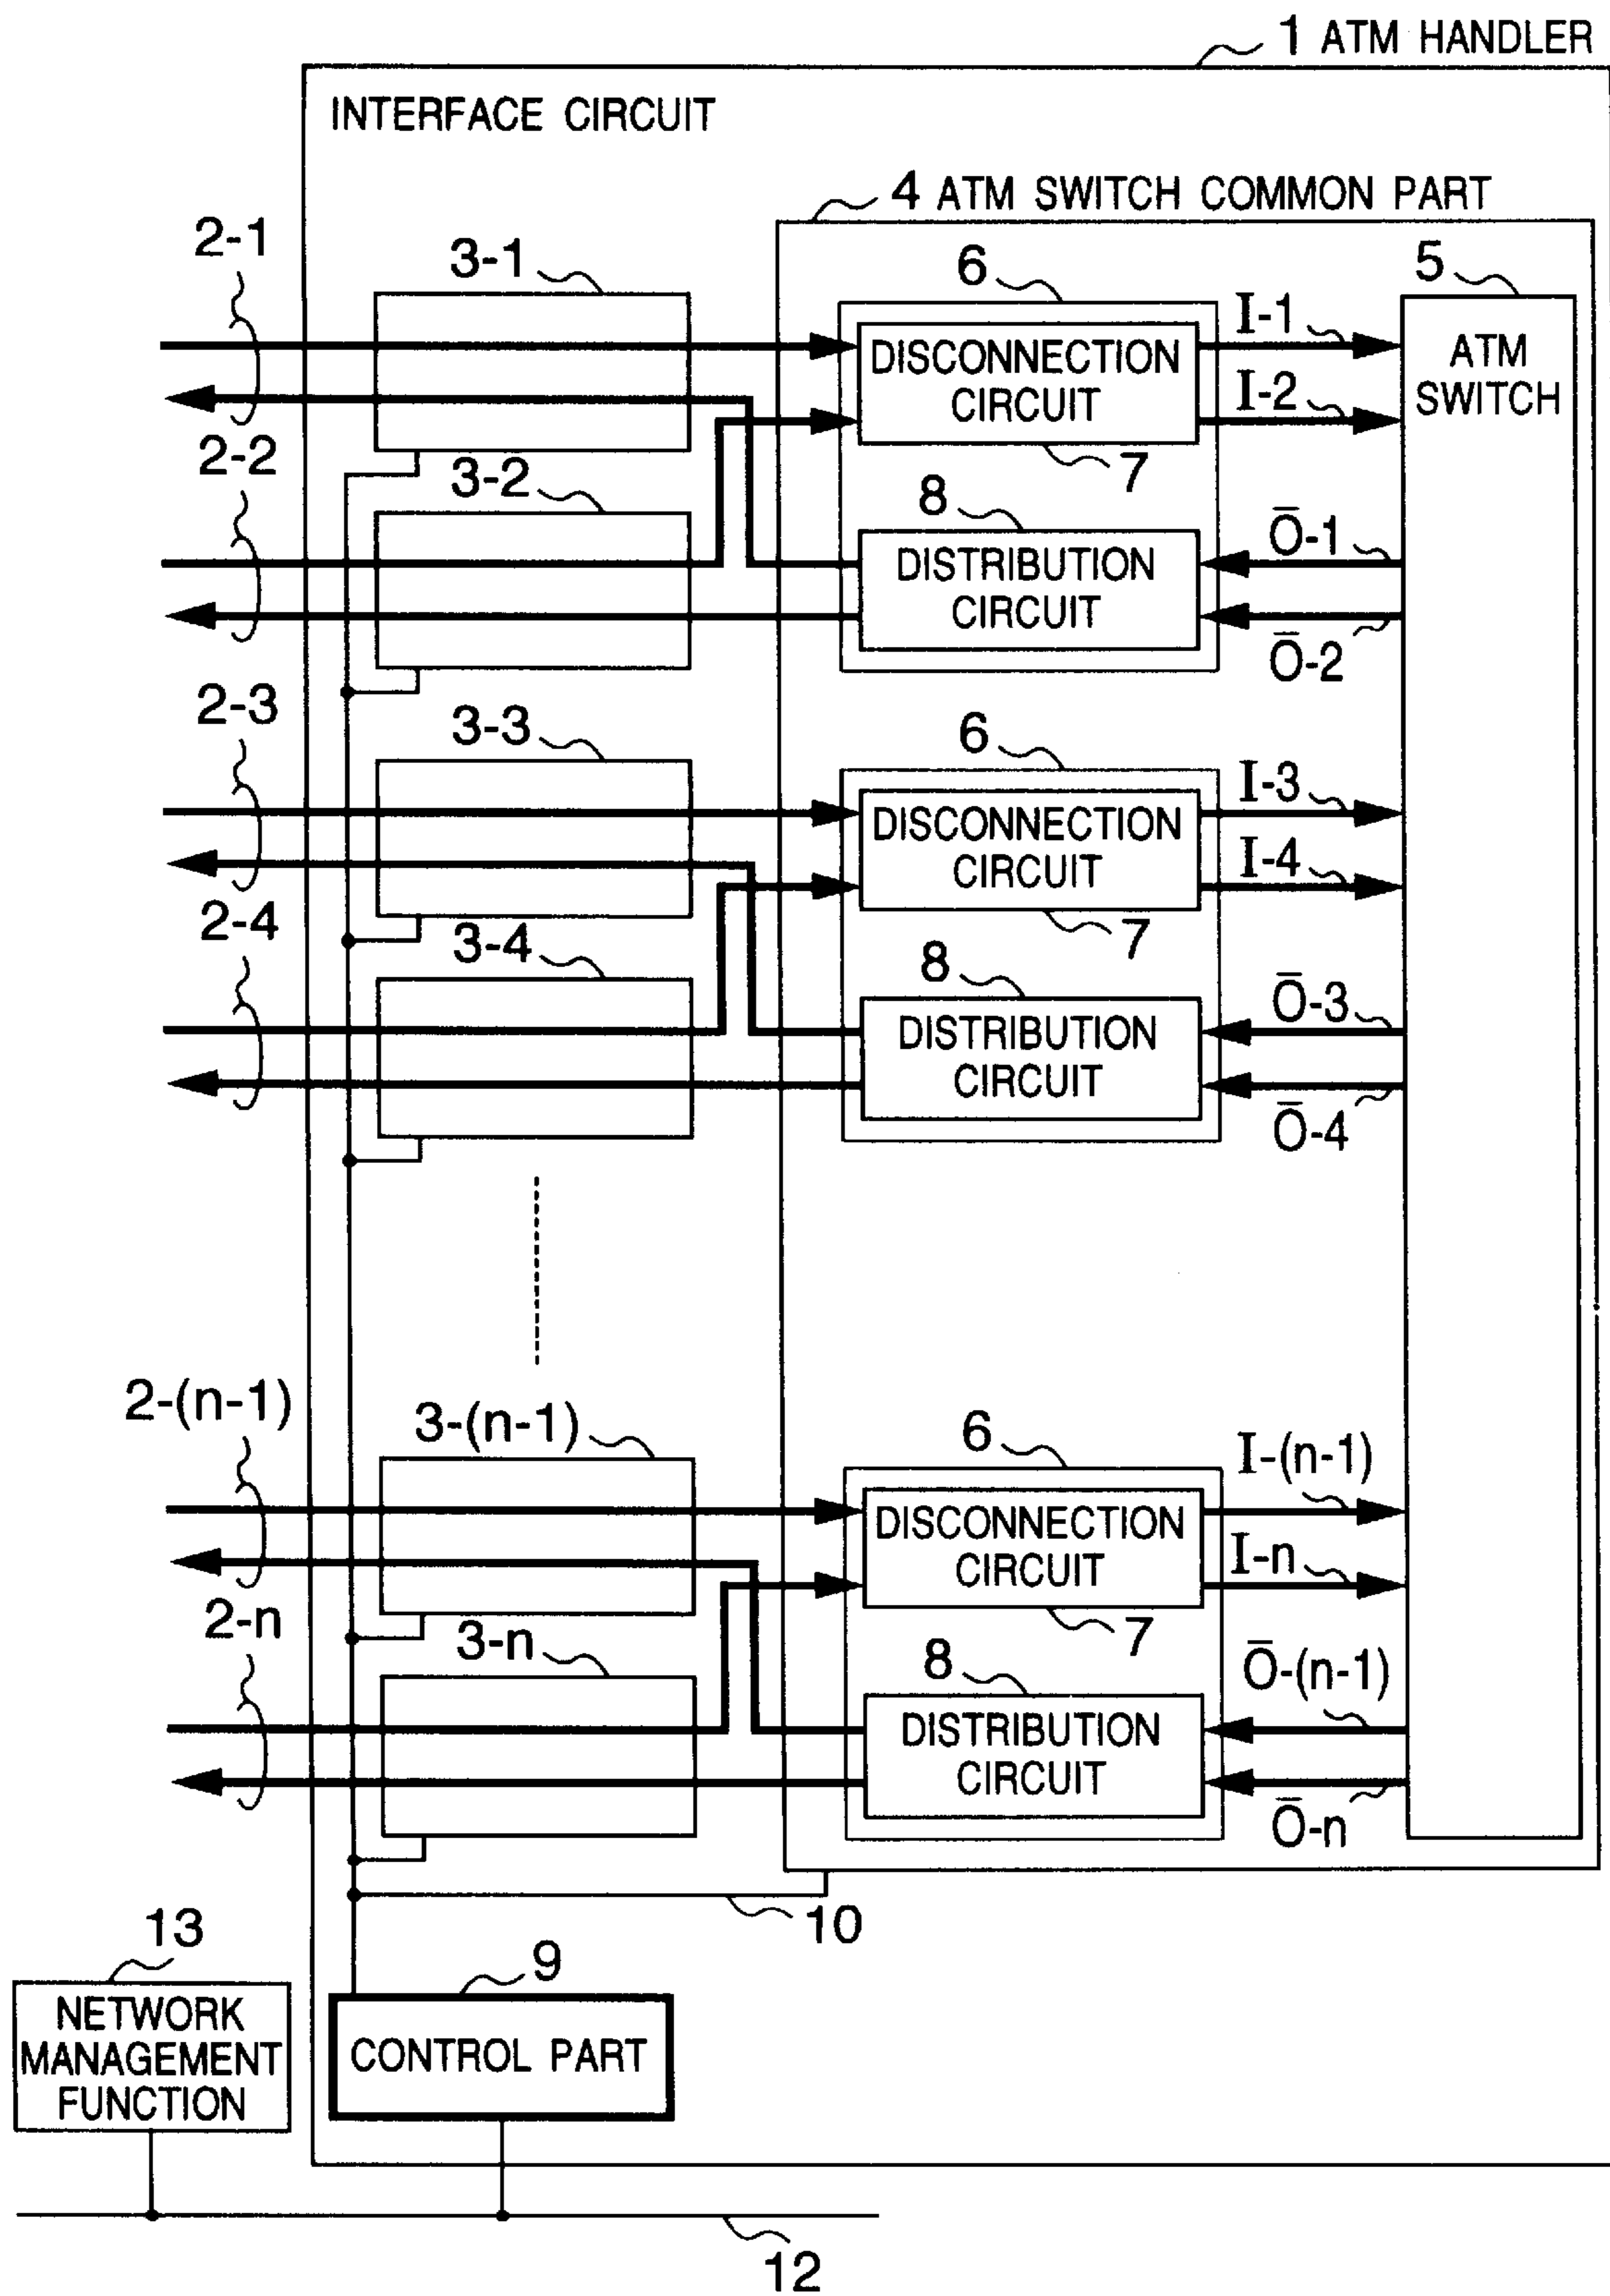 1 ATM HANDLER
INTERFACE CIRCUIT
4 ATM SWITCH COMMON PART
2-1
3-1
6
5
DISCONNECTION
CIRCUIT
I-1
I-2
ATM
SWITCH
7
2-2
3-2
8
DISTRIBUTION
CIRCUIT
O̅-1
O̅-2
2-3
3-3
6
DISCONNECTION
CIRCUIT
I-3
I-4
7
2-4
3-4
8
DISTRIBUTION
CIRCUIT
O̅-3
O̅-4
2-(n-1)
3-(n-1)
6
DISCONNECTION
CIRCUIT
I-(n-1)
I-n
7
2-n
3-n
8
DISTRIBUTION
CIRCUIT
O̅-(n-1)
O̅-n
10
13
NETWORK
MANAGEMENT
FUNCTION
9
CONTROL PART
12